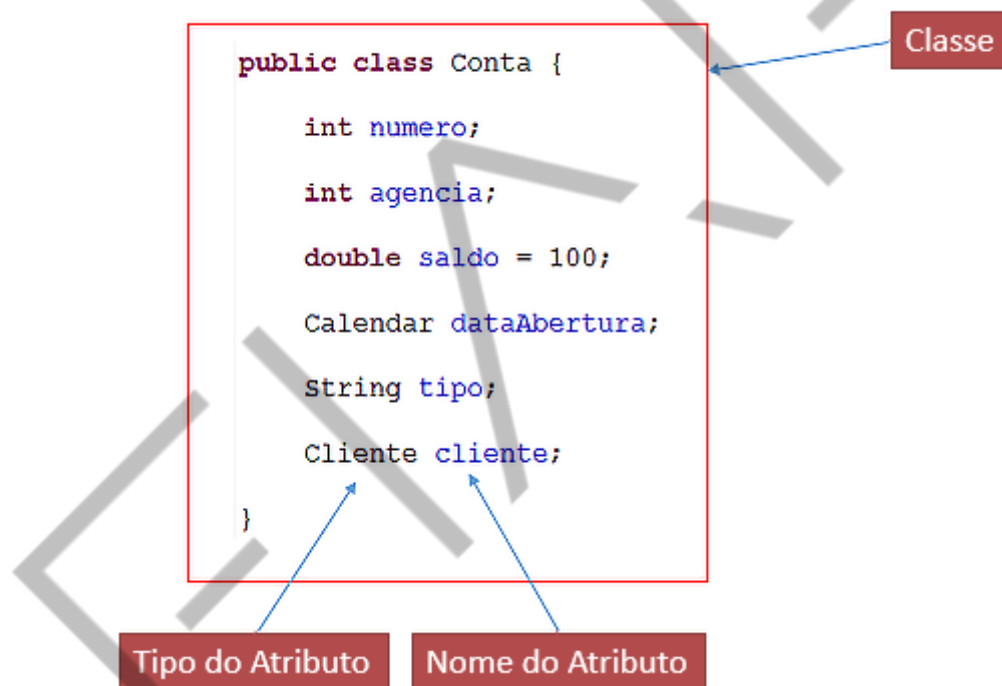 Classe
public class Conta {
int numero;
int agencia;
double saldo = 100;
Calendar dataAbertura;
String tipo;
Cliente cliente;
}
Tipo do Atributo
Nome do Atributo